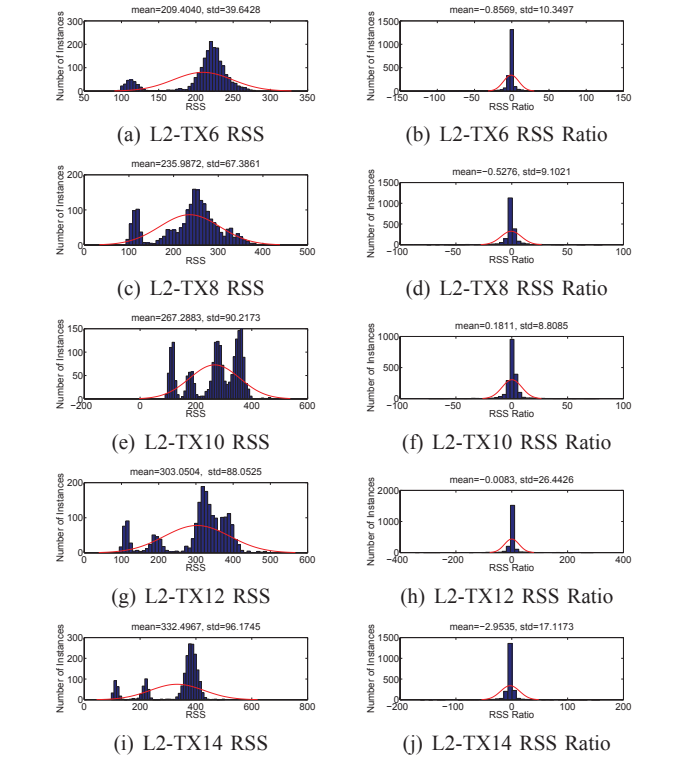 mean=209.4040, std=39.6428
Number of Instances
300
200
100
0
50 100 150 200 250 300 350
RSS
(a) L2-TX6 RSS
mean=−0.8569, std=10.3497
Number of Instances
1500
1000
500
0
−150 −100 −50 0 50 100 150
RSS Ratio
(b) L2-TX6 RSS Ratio
mean=235.9872, std=67.3861
Number of Instances
200
100
0
0 100 200 300 400 500
RSS
(c) L2-TX8 RSS
mean=−0.5276, std=9.1021
Number of Instances
1500
1000
500
0
−100 −50 0 50 100
RSS Ratio
(d) L2-TX8 RSS Ratio
mean=267.2883, std=90.2173
Number of Instances
150
100
50
0
−200 0 200 400 600
RSS
(e) L2-TX10 RSS
mean=0.1811, std=8.8085
Number of Instances
1000
500
0
−100 −50 0 50 100
RSS Ratio
(f) L2-TX10 RSS Ratio
mean=303.0504, std=88.0525
Number of Instances
200
100
0
0 100 200 300 400 500 600
RSS
(g) L2-TX12 RSS
mean=−0.0083, std=26.4426
Number of Instances
2000
1000
0
−400 −200 0 200 400
RSS Ratio
(h) L2-TX12 RSS Ratio
mean=332.4967, std=96.1745
Number of Instances
300
200
100
0
0 200 400 600 800
RSS
(i) L2-TX14 RSS
mean=−2.9535, std=17.1173
Number of Instances
1500
1000
500
0
−200 −100 0 100 200
RSS Ratio
(j) L2-TX14 RSS Ratio